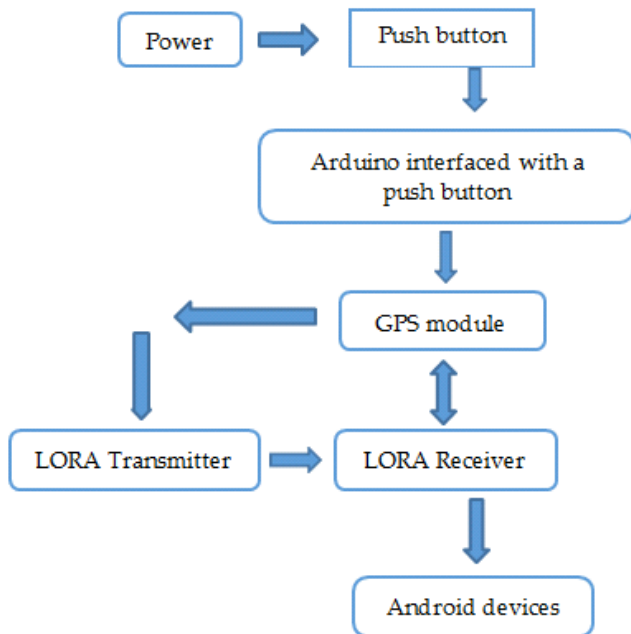 Power
Push button
Arduino interfaced with a
push button
GPS module
LORA Transmitter
LORA Receiver
Android devices